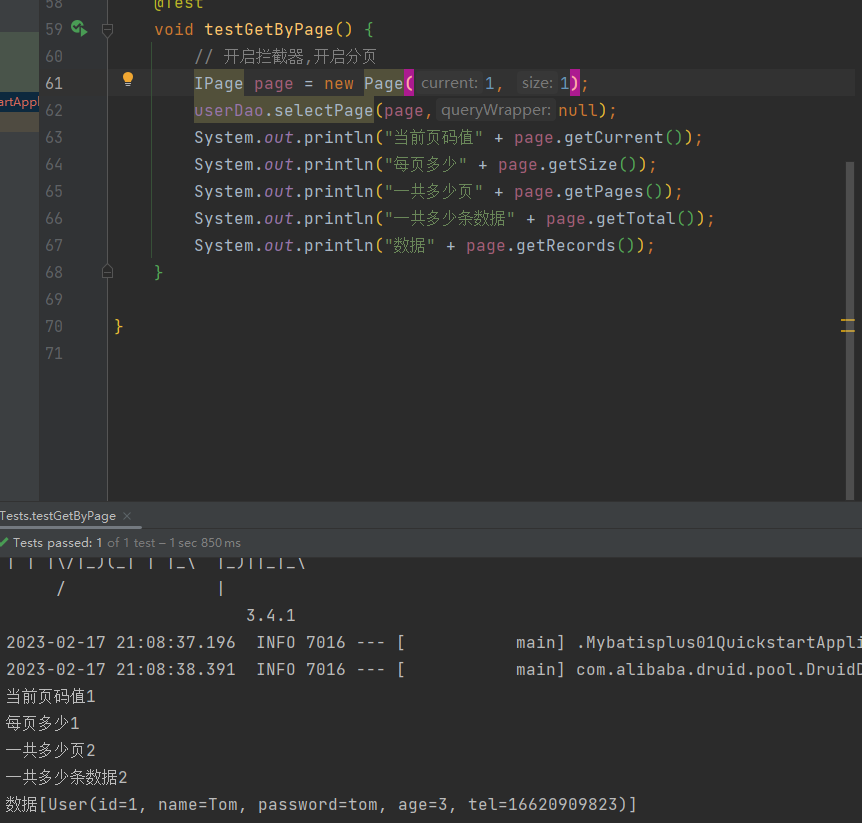 58 @Test
59 void testGetByPage() {
60 // 开启拦截器,开启分页
61 IPage page = new Page( current: 1, size: 1);
62 userDao.selectPage(page, queryWrapper: null);
63 System.out.println("当前页码值" + page.getCurrent());
64 System.out.println("每页多少" + page.getSize());
65 System.out.println("一共多少页" + page.getPages());
66 System.out.println("一共多少条数据" + page.getTotal());
67 System.out.println("数据" + page.getRecords());
68 }
69
70 }
71
artAppl
Tests.testGetByPage ×
Tests passed: 1 of 1 test – 1 sec 850 ms
3.4.1
2023-02-17 21:08:37.196 INFO 7016 --- [ main] .Mybatisplus01QuickstartAppli
2023-02-17 21:08:38.391 INFO 7016 --- [ main] com.alibaba.druid.pool.DruidD
当前页码值1
每页多少1
一共多少页2
一共多少条数据2
数据[User(id=1, name=Tom, password=tom, age=3, tel=16620909823)]